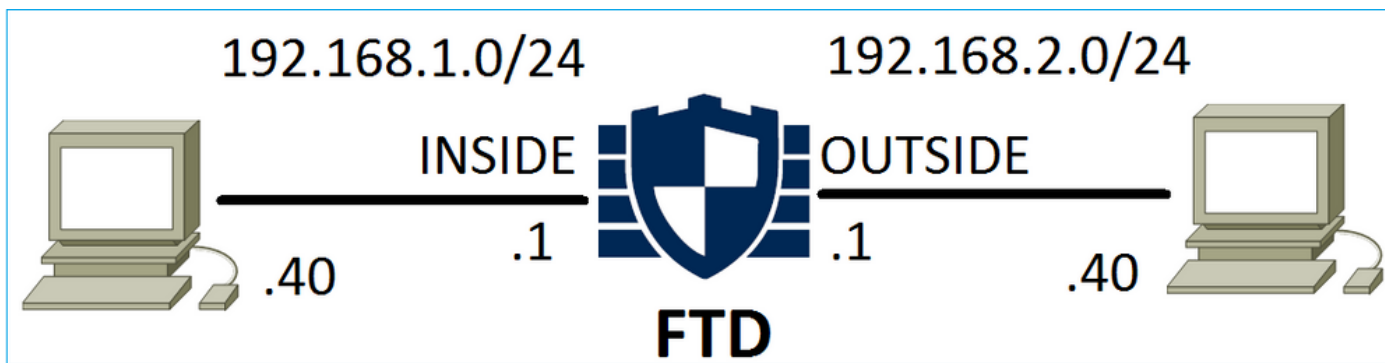 192.168.1.0/24
192.168.2.0/24
INSIDE
OUTSIDE
.40
.1
.1
.40
FTD